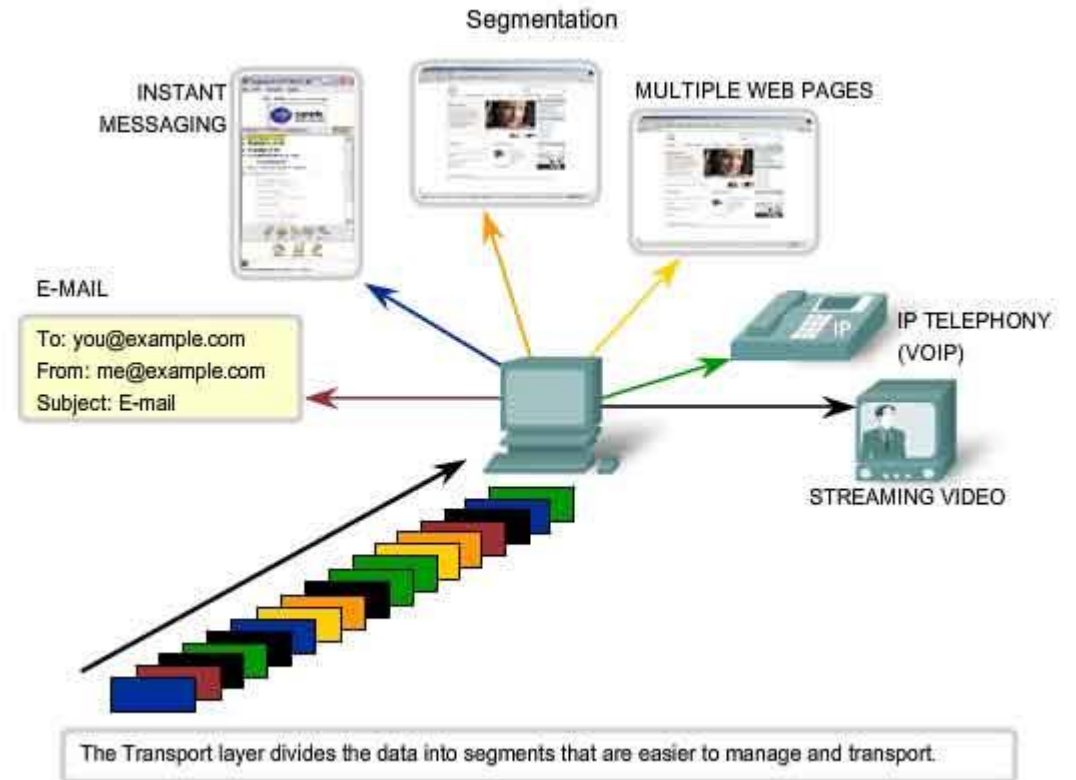 Segmentation
INSTANT
MESSAGING
MULTIPLE WEB PAGES
E-MAIL
To: you@example.com
From: me@example.com
Subject: E-mail
IP
IP TELEPHONY
(VOIP)
STREAMING VIDEO
The Transport layer divides the data into segments that are easier to manage and transport.